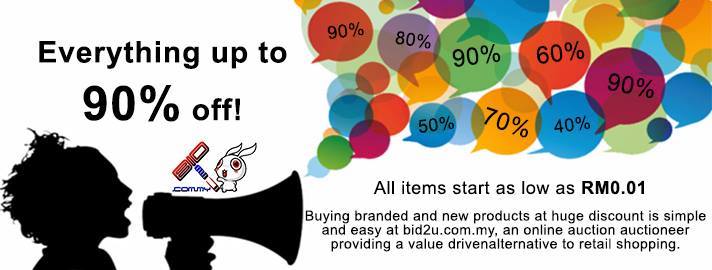 Everything up to
90% off!
90%
80%
90%
60%
90%
50%
70%
40%
.com.my
All items start as low as RM0.01
Buying branded and new products at huge discount is simple
and easy at bid2u.com.my, an online auction auctioneer
providing a value drivenalternative to retail shopping.